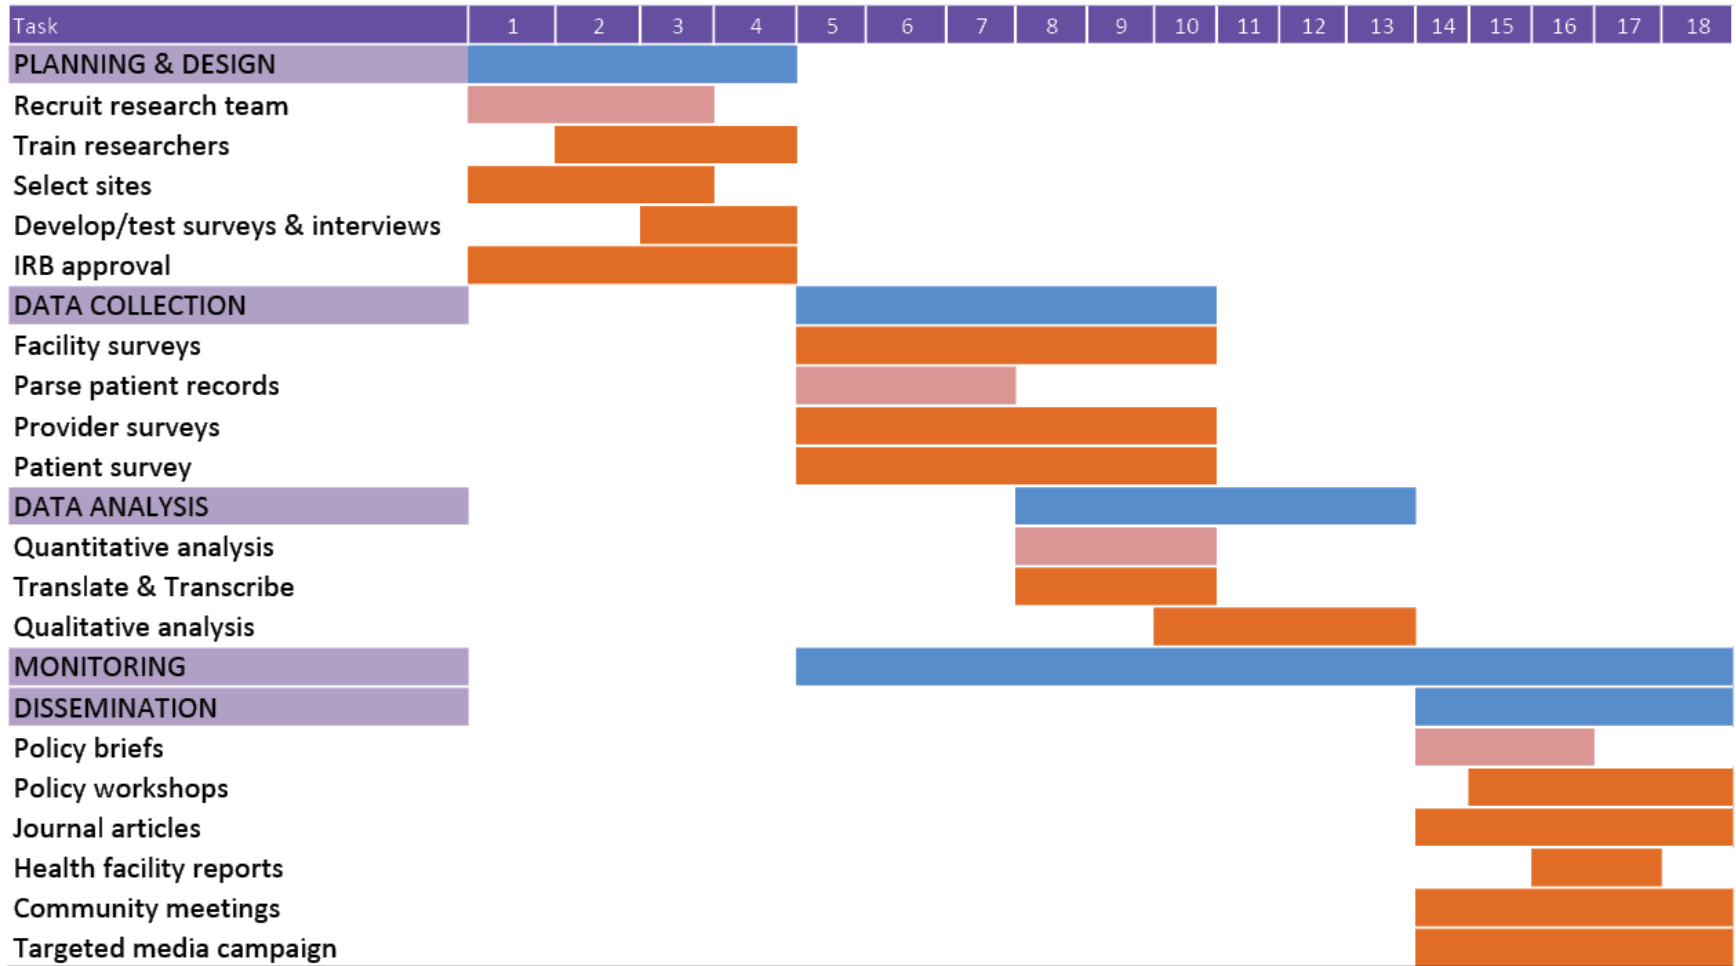 Task 1 2 3 4 5 6 7 8 9 10 11 12 13 14 15 16 17 18
PLANNING & DESIGN
Recruit research team
Train researchers
Select sites
Develop/test surveys & interviews
IRB approval
DATA COLLECTION
Facility surveys
Parse patient records
Provider surveys
Patient survey
DATA ANALYSIS
Quantitative analysis
Translate & Transcribe
Qualitative analysis
MONITORING
DISSEMINATION
Policy briefs
Policy workshops
Journal articles
Health facility reports
Community meetings
Targeted media campaign